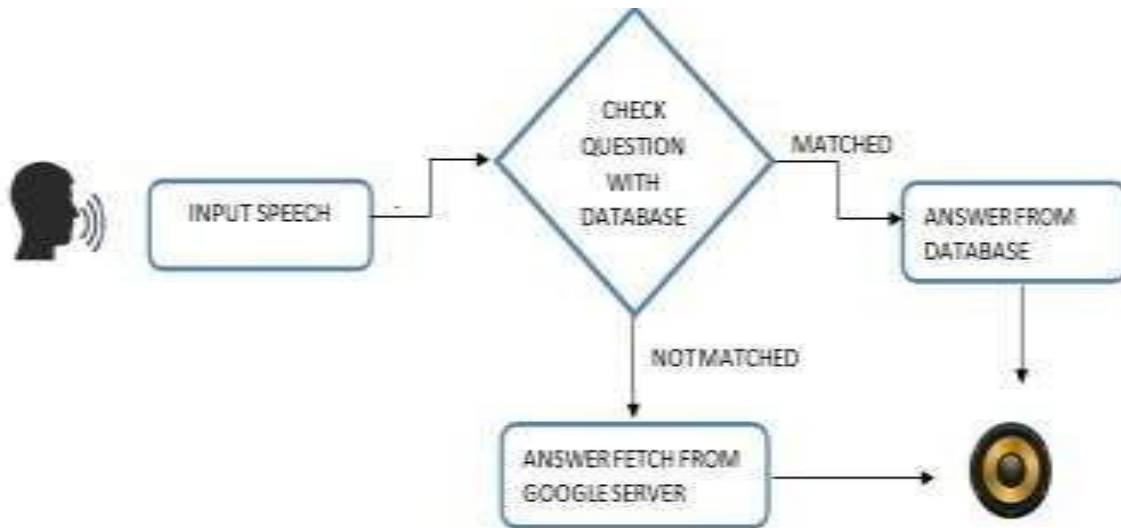 INPUT SPEECH
CHECK
QUESTION
WITH
DATABASE
MATCHED
ANSWER FROM
DATABASE
NOT MATCHED
ANSWER FETCH FROM
GOOGLE SERVER